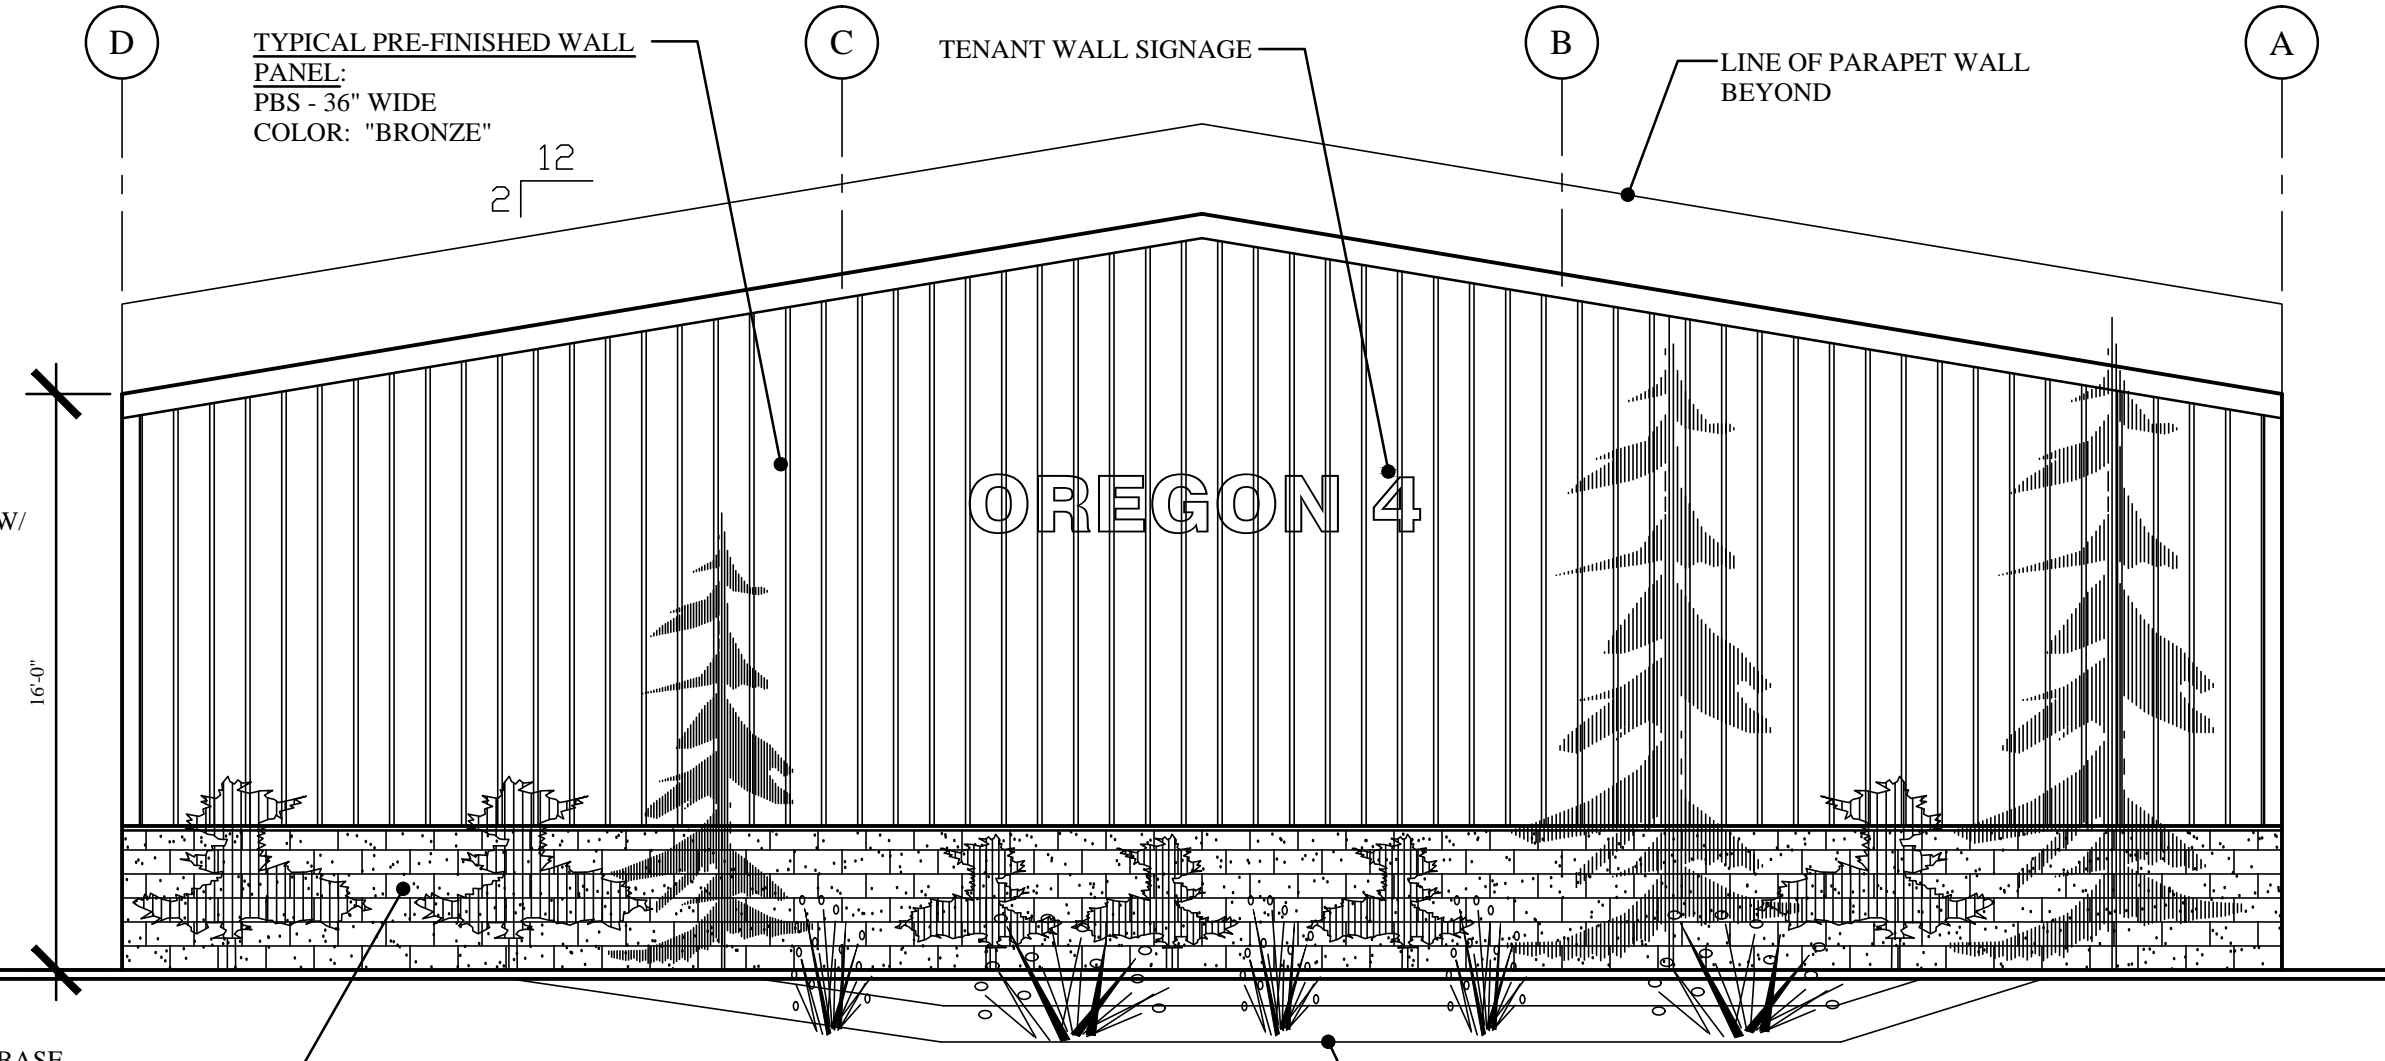 D
TYPICAL PRE-FINISHED WALL
PANEL:
PBS - 36" WIDE
COLOR: "BRONZE"
C
TENANT WALL SIGNAGE
B
LINE OF PARAPET WALL
BEYOND
A
12
2
OREGON 4
W/
16'-0"
BASE